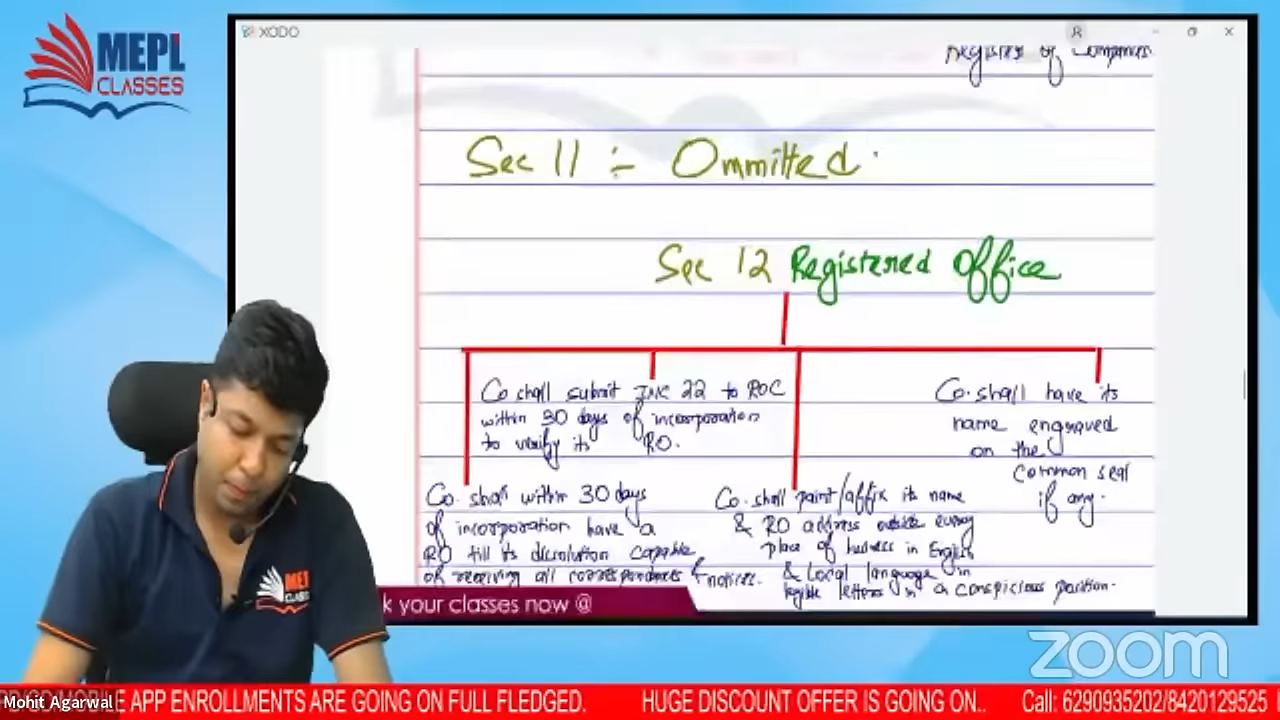 MEPL
CLASSES
XODO
Register of Companies
Sec 11 :- Ommitted.
Sec 12 Registered Office
Co shall submit INC 22 to ROC
within 30 days of incorporation
to verify its RO.
Co. shall have its
name engraved
on the
common seal
if any.
Co. shall within 30 days
of incorporation have a
RO till its dissolution capable
of receiving all correspondences & notices.
Co. shall paint/affix its name
& RO address outside every
place of business in English
& Local language in
legible letters in a conspicious position.
MEPL
CLASSES
k your classes now @
zoom
Mohit Agarwal
MOBILE APP ENROLLMENTS ARE GOING ON FULL FLEDGED. HUGE DISCOUNT OFFER IS GOING ON.. Call: 6290935202/8420129525